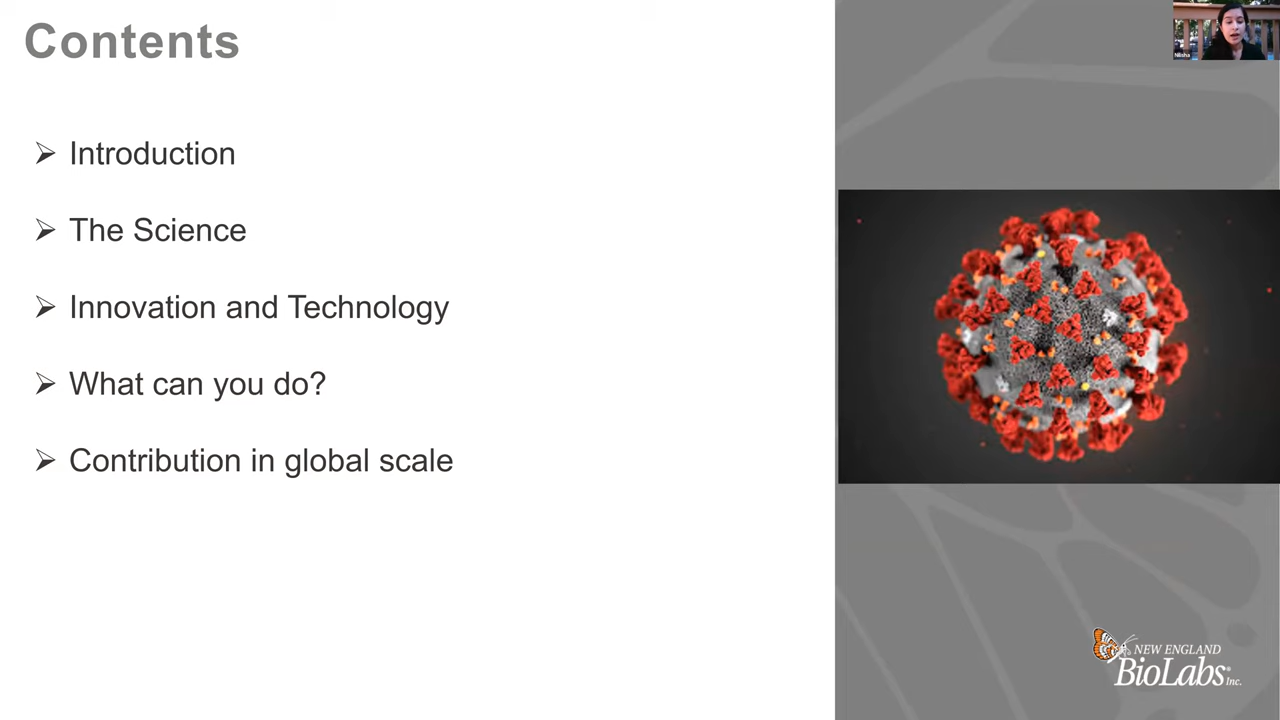 Contents
Introduction
The Science
Innovation and Technology
What can you do?
Contribution in global scale
Nilisha
NEW ENGLAND
BioLabs® Inc.